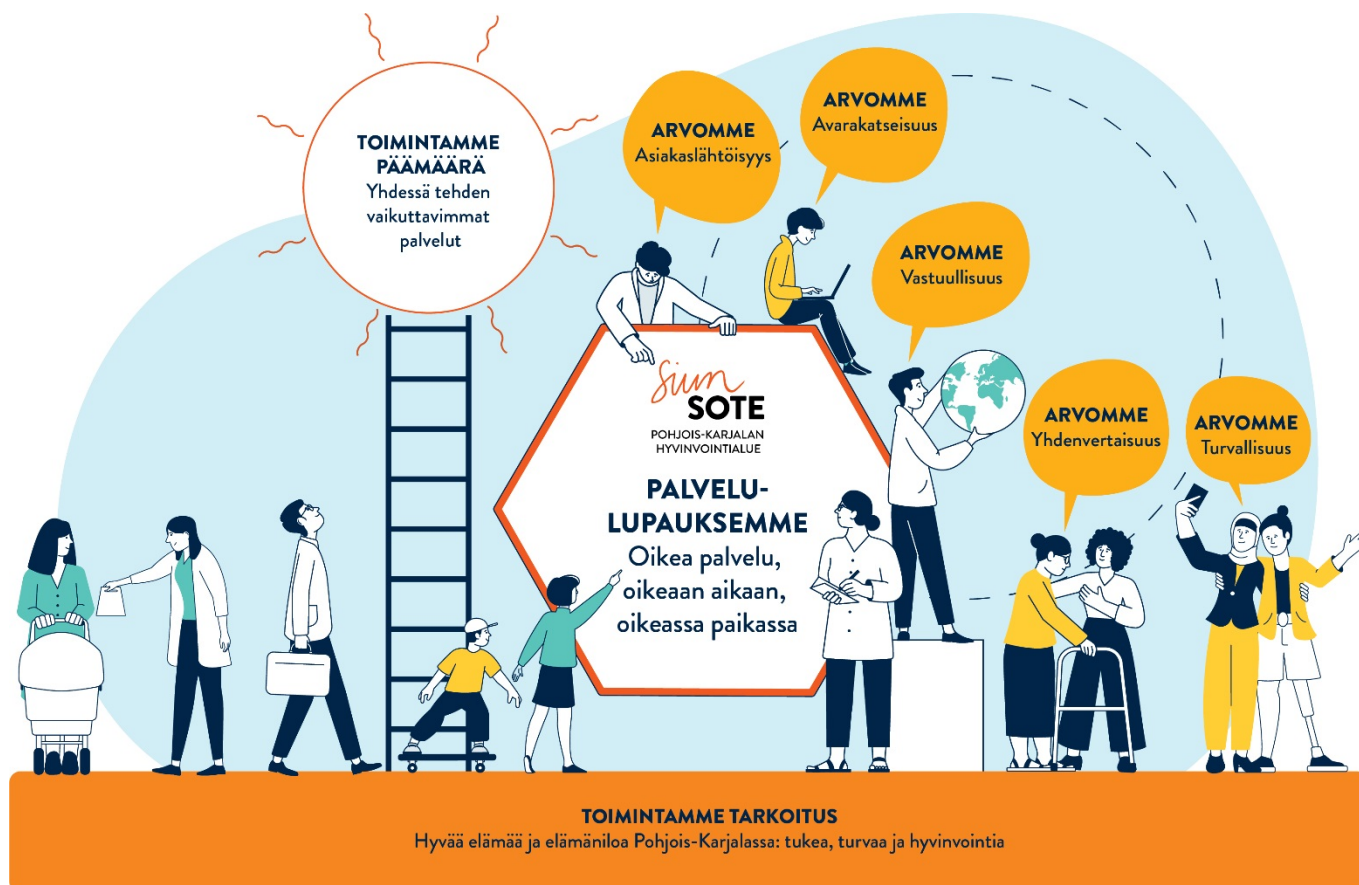 TOIMINTAMME
PÄÄMÄÄRÄ
Yhdessä tehden
vaikuttavimmat
palvelut
ARVOMME
Asiakaslähtöisyys
ARVOMME
Avarakatseisuus
ARVOMME
Vastuullisuus
ARVOMME
Yhdenvertaisuus
ARVOMME
Turvallisuus
Siun
SOTE
POHJOIS-KARJALAN
HYVINVOINTIALUE
PALVELU-
LUPAUKSEMME
Oikea palvelu,
oikeaan aikaan,
oikeassa paikassa
TOIMINTAMME TARKOITUS
Hyvää elämää ja elämäniloa Pohjois-Karjalassa: tukea, turvaa ja hyvinvointia